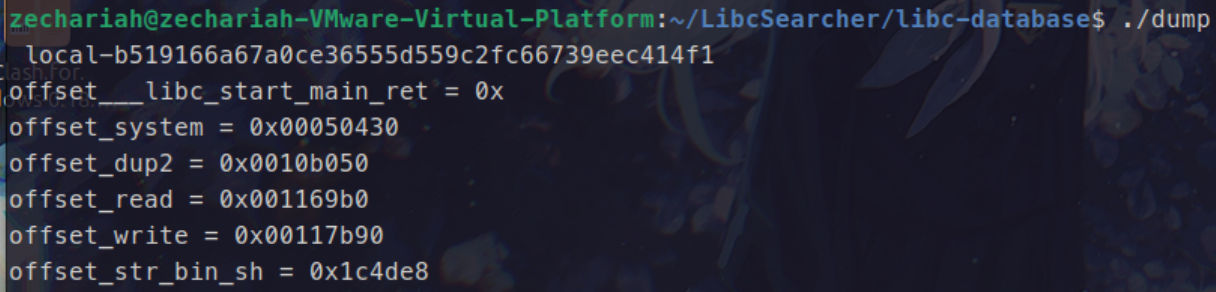 zechariah@zechariah-VMware-Virtual-Platform:~/LibcSearcher/libc-database$ ./dump
local-b519166a67a0ce36555d559c2fc66739eec414f1
offset___libc_start_main_ret = 0x
offset_system = 0x00050430
offset_dup2 = 0x0010b050
offset_read = 0x001169b0
offset_write = 0x00117b90
offset_str_bin_sh = 0x1c4de8